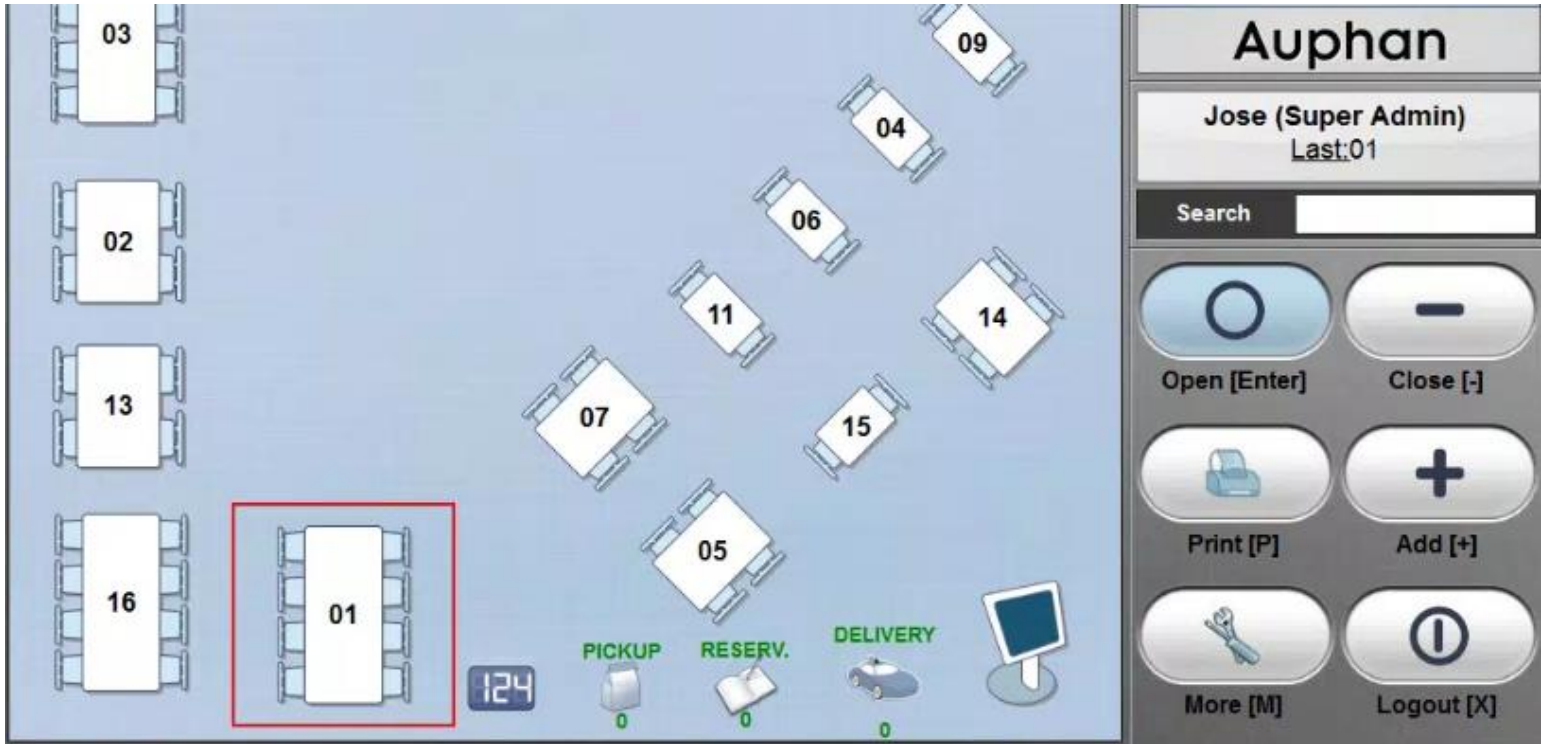 03
09
04
02
06
11
14
13
07
15
05
16
01
124
PICKUP
0
RESERV.
0
DELIVERY
0
Auphan
Jose (Super Admin)
Last:01
Search
Open [Enter]
Close [-]
Print [P]
Add [+]
More [M]
Logout [X]